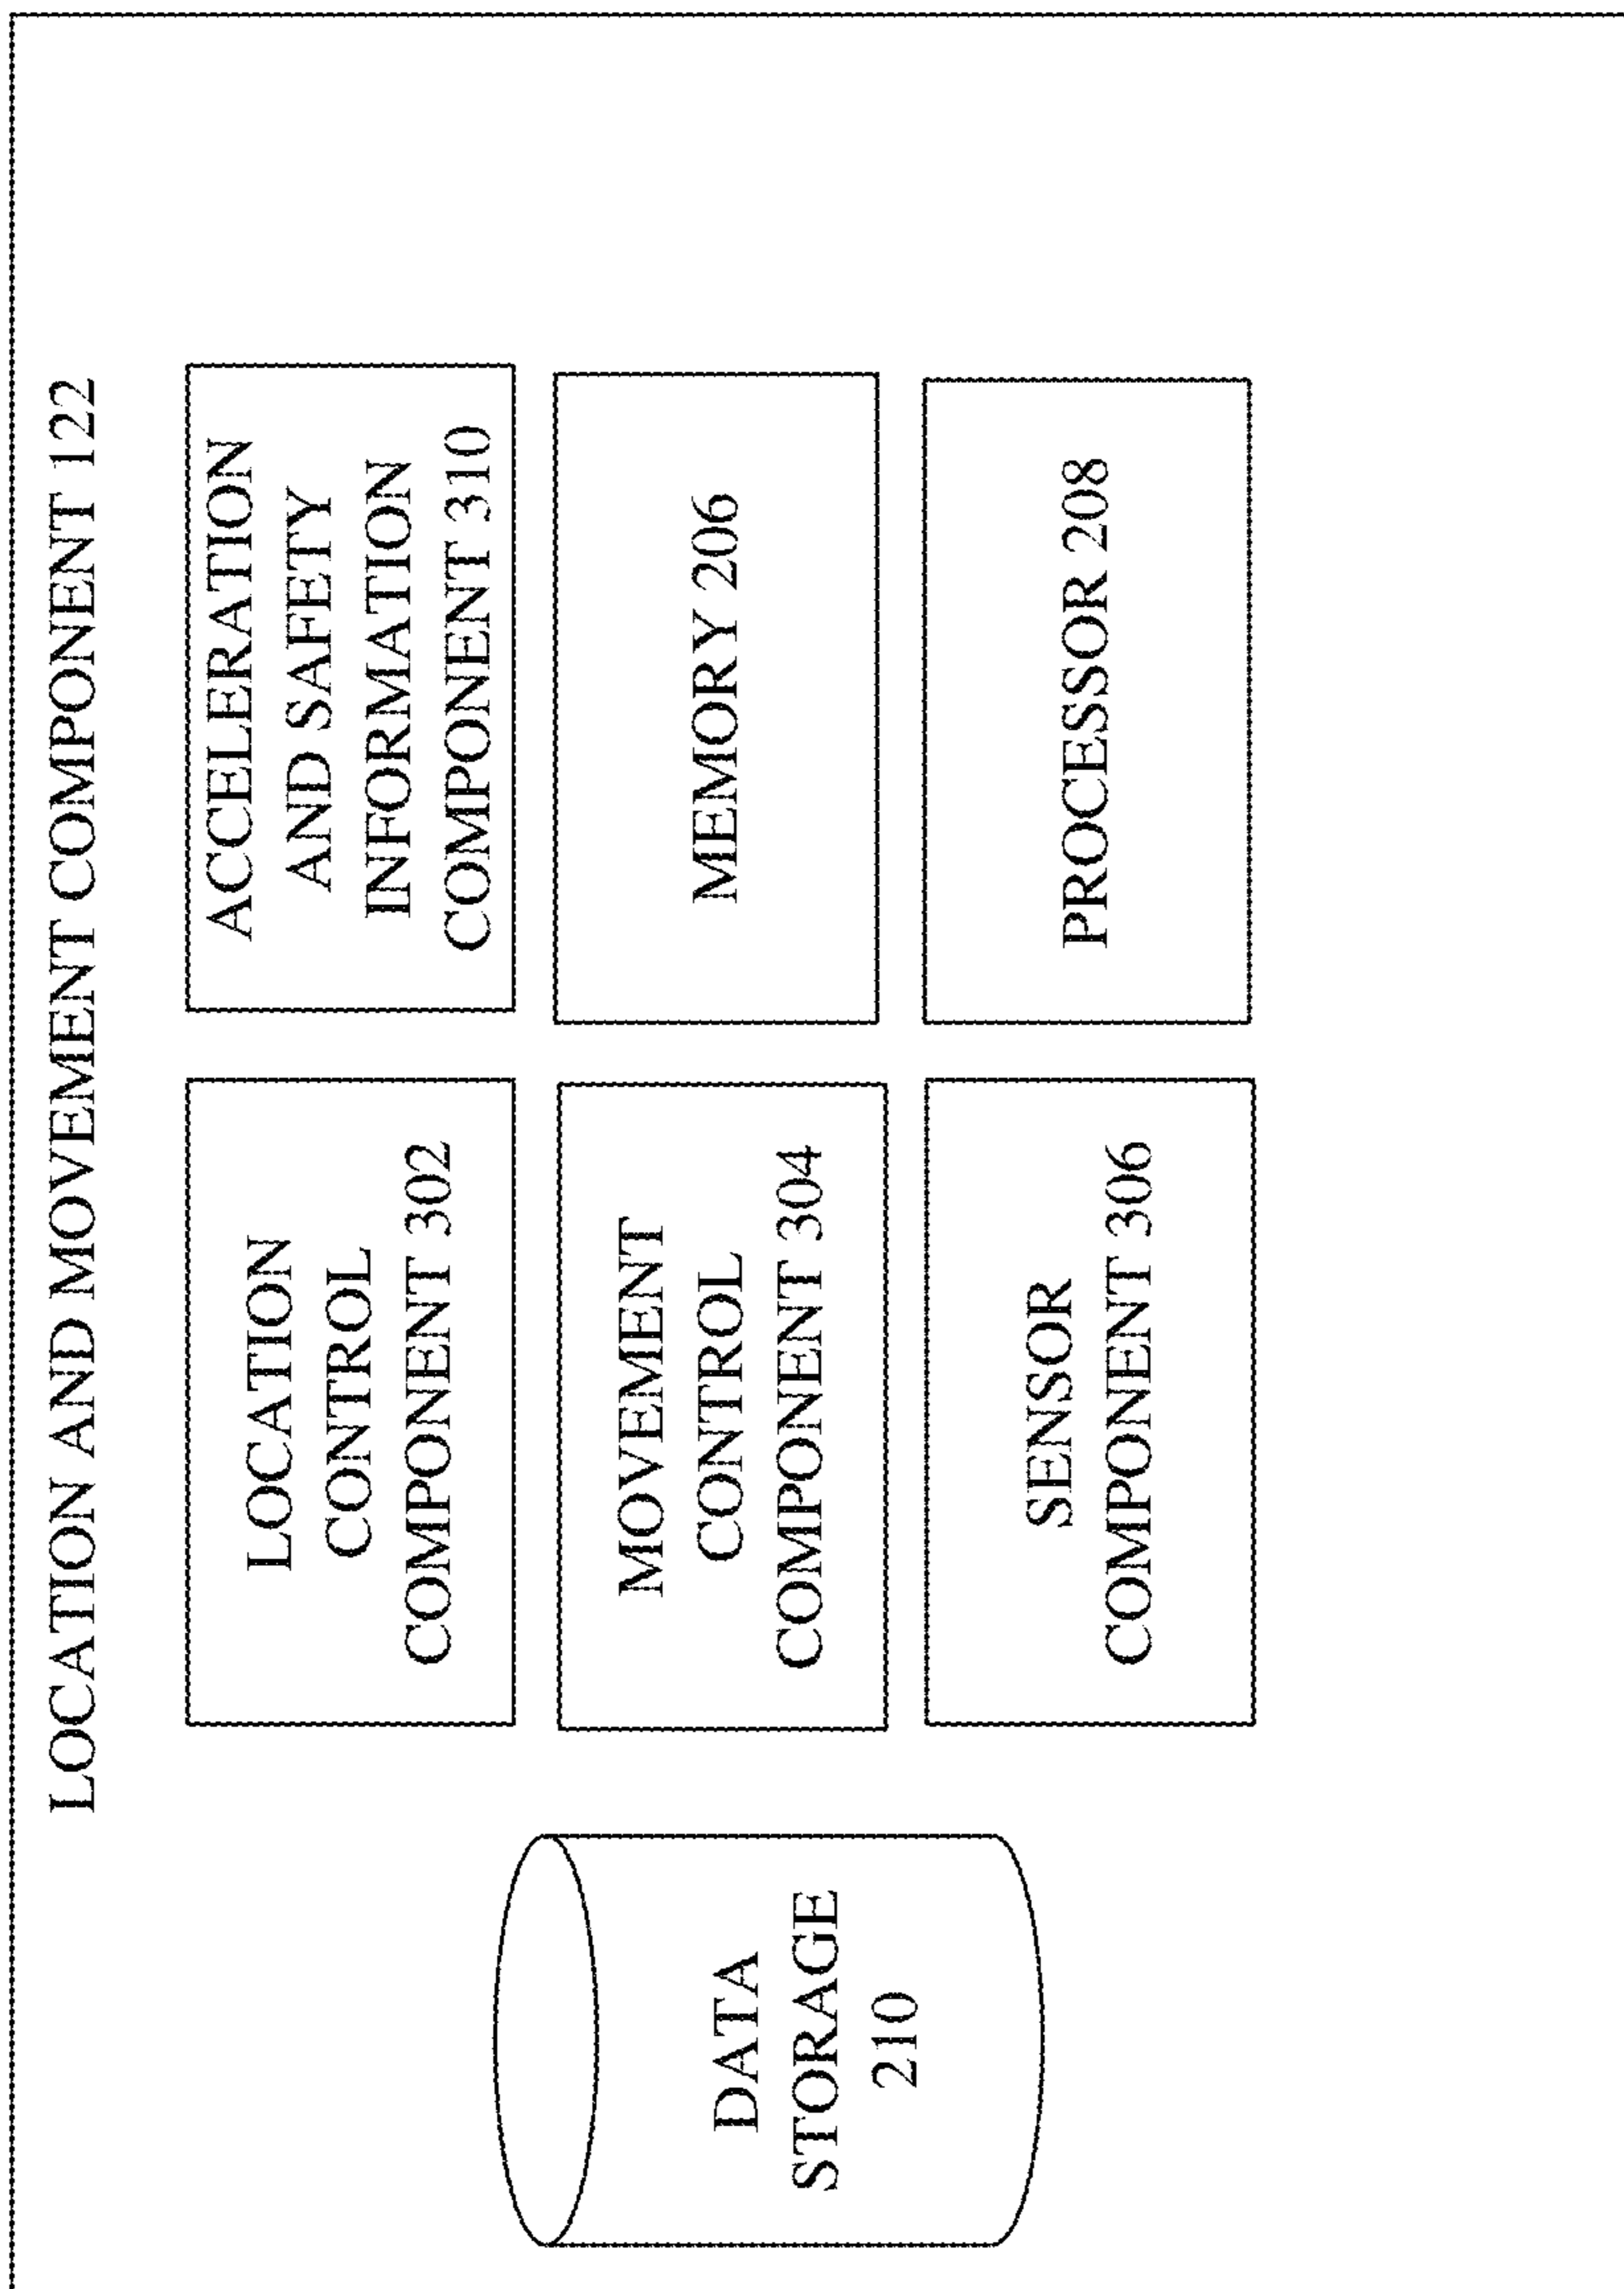 LOCATION AND MOVEMENT COMPONENT 122
DATA
STORAGE
210
LOCATION
CONTROL
COMPONENT 302
ACCELERATION
AND SAFETY
INFORMATION
COMPONENT 310
MOVEMENT
CONTROL
COMPONENT 304
MEMORY 206
SENSOR
COMPONENT 306
PROCESSOR 208